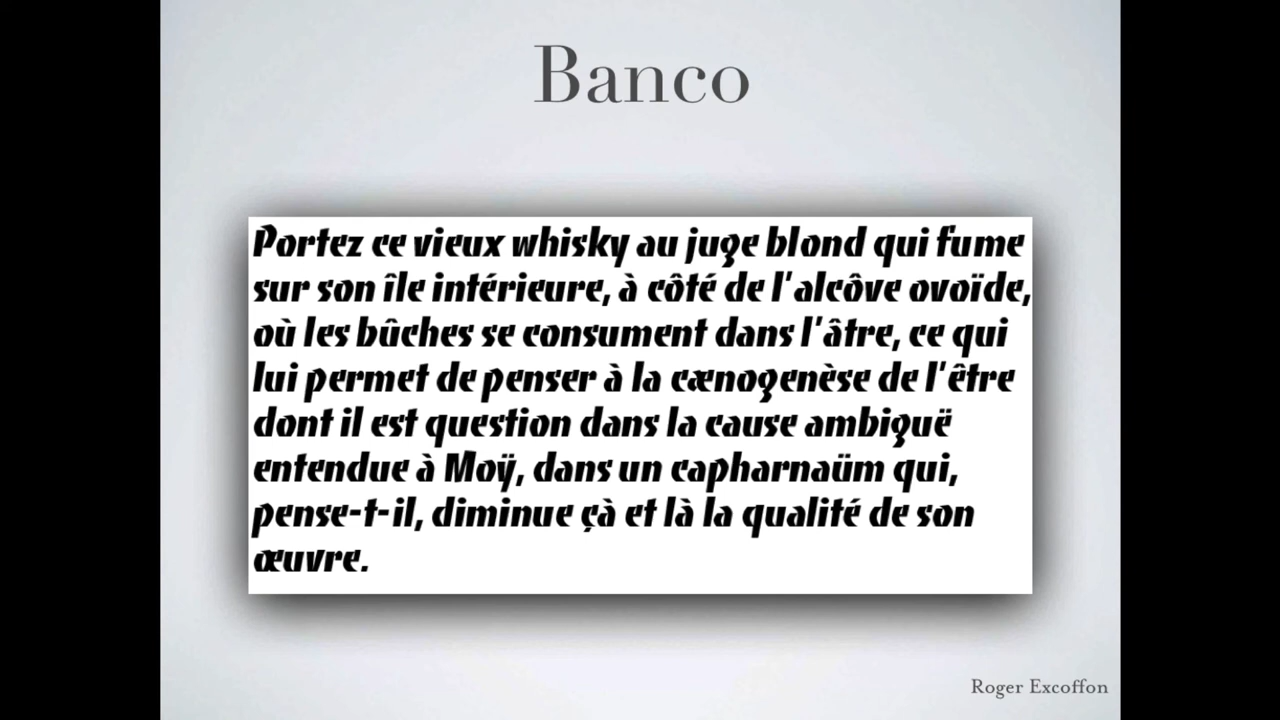 Banco
Portez ce vieux whisky au juge blond qui fume
sur son île intérieure, à côté de l'alcôve ovoïde,
où les bûches se consument dans l'âtre, ce qui
lui permet de penser à la cænogenèse de l'être
dont il est question dans la cause ambiguë
entendue à Moÿ, dans un capharnaüm qui,
pense-t-il, diminue çà et là la qualité de son
œuvre.
Roger Excoffon